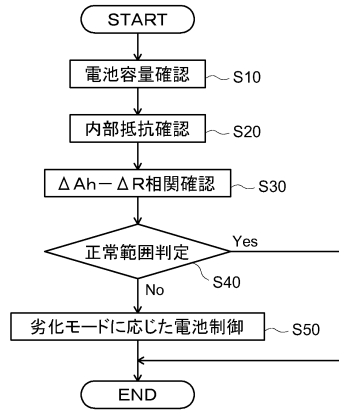 START
電池容量確認
S10
内部抵抗確認
S20
ΔAh－ΔR相関確認
S30
正常範囲判定
Yes
S40
No
劣化モードに応じた電池制御
S50
END